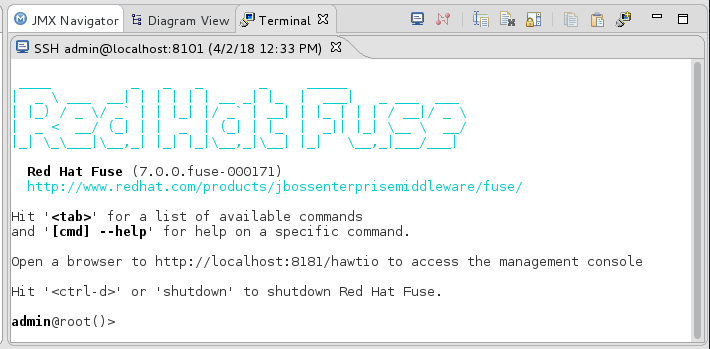 JMX Navigator Diagram View Terminal
SSH admin@localhost:8101 (4/2/18 12:33 PM)
Red Hat Fuse
Red Hat Fuse (7.0.0.fuse-000171)
http://www.redhat.com/products/jbossenterprisemiddleware/fuse/
Hit '<tab>' for a list of available commands
and '[cmd] --help' for help on a specific command.
Open a browser to http://localhost:8181/hawtio to access the management console
Hit '<ctrl-d>' or 'shutdown' to shutdown Red Hat Fuse.
admin@root()>